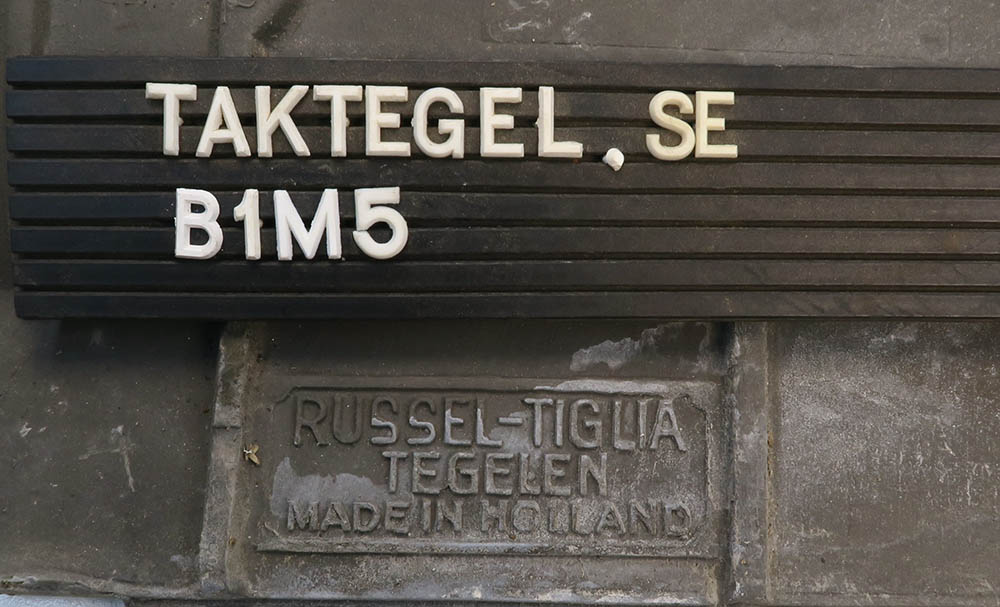 TAKTEGEL.SE
B1M5
RUSSEL-TIGLIA
TEGELEN
MADE IN HOLLAND